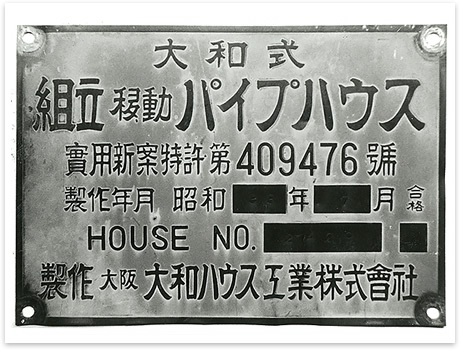 大和式
組立 移動 パイプハウス
實用新案特許第409476號
製作年月 昭和 年 月 合格
HOUSE NO.
製作 大阪 大和ハウス工業株式會社